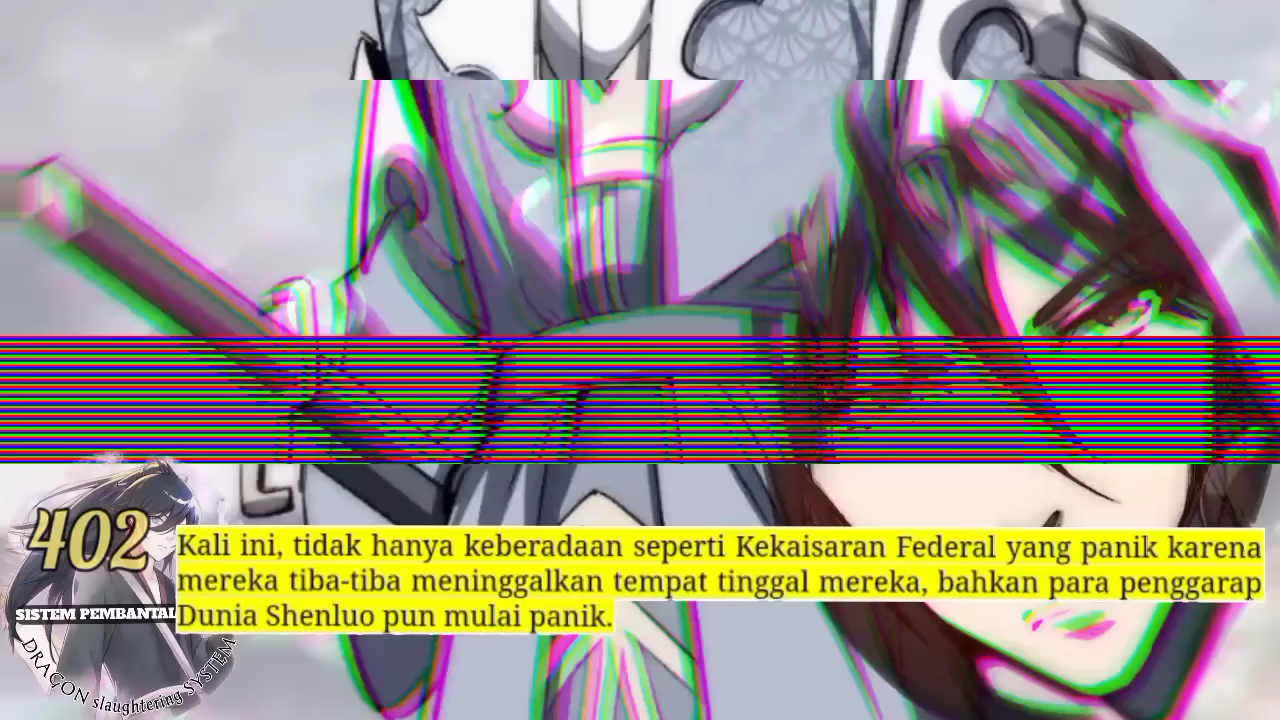 402
Kali ini, tidak hanya keberadaan seperti Kekaisaran Federal yang panik karena
mereka tiba-tiba meninggalkan tempat tinggal mereka, bahkan para penggarap
Dunia Shenluo pun mulai panik.
SISTEM PEMBANTAI
DRAGON slaughtering SYSTEM